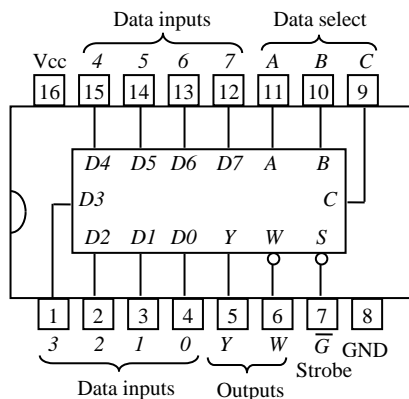 Data inputs Data select
Vcc 4 5 6 7 A B C
16 15 14 13 12 11 10 9
D4 D5 D6 D7 A B
D3 C
D2 D1 D0 Y W S
1 2 3 4 5 6 7 8
3 2 1 0 Y W G̅ GND
Strobe
Data inputs Outputs